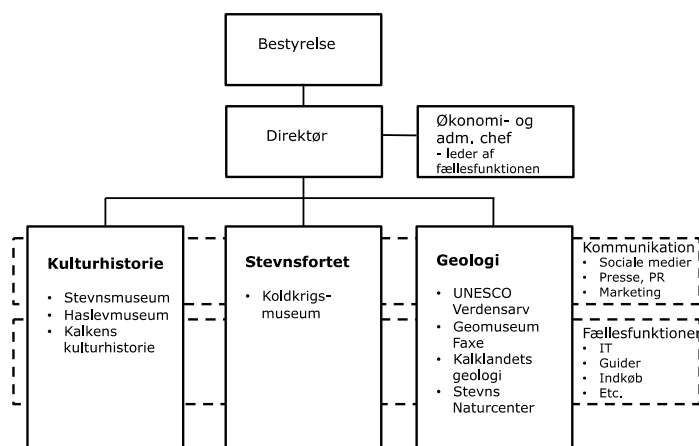 Bestyrelse
Direktør
Økonomi- og
adm. chef
- leder af
fællesfunktionen
Kulturhistorie
• Stevnsmuseum
• Haslevmuseum
• Kalkens
kulturhistorie
Stevnsfortet
• Koldkrigs-
museum
Geologi
• UNESCO
Verdensarv
• Geomuseum
Faxe
• Kalklandets
geologi
• Stevns
Naturcenter
Kommunikation
• Sociale medier
• Presse, PR
• Marketing
Fællesfunktioner
• IT
• Guider
• Indkøb
• Etc.